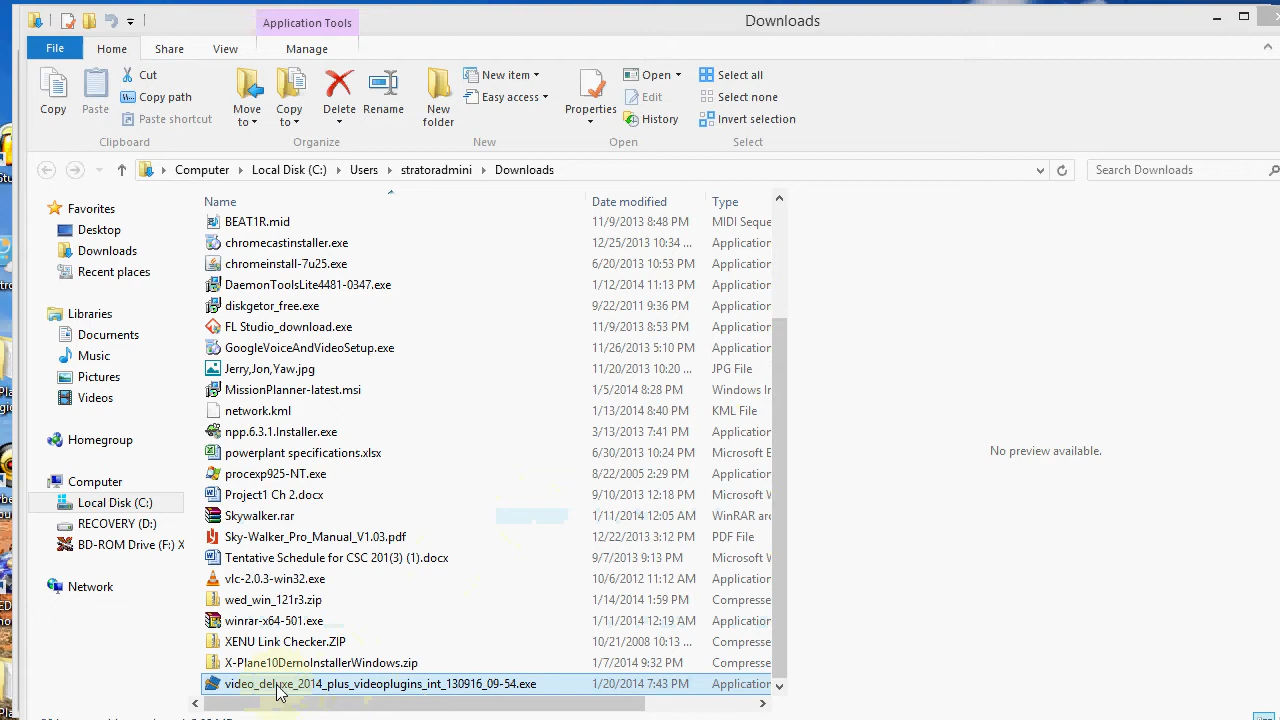 Application Tools
Downloads
File Home Share View Manage
Copy
Paste
Cut
Copy path
Paste shortcut
Clipboard
Move to
Copy to
Delete
Rename
Organize
New folder
New item
Easy access
New
Properties
Open
Edit
History
Open
Select all
Select none
Invert selection
Select
Computer Local Disk (C:) Users stratoradmini Downloads
Search Downloads
Favorites
Desktop
Downloads
Recent places
Libraries
Documents
Music
Pictures
Videos
Homegroup
Computer
Local Disk (C:)
RECOVERY (D:)
BD-ROM Drive (F:) X
Network
Name Date modified Type
BEAT1R.mid 11/9/2013 8:48 PM MIDI Seque
chromecastinstaller.exe 12/25/2013 10:34 ... Application
chromeinstall-7u25.exe 6/20/2013 10:53 PM Application
DaemonToolsLite4481-0347.exe 1/12/2014 11:13 PM Application
diskgetor_free.exe 9/22/2011 9:36 PM Application
FL Studio_download.exe 11/9/2013 8:53 PM Application
GoogleVoiceAndVideoSetup.exe 11/26/2013 5:10 PM Application
Jerry,Jon,Yaw.jpg 11/20/2013 10:20 ... JPG File
MissionPlanner-latest.msi 1/5/2014 8:28 PM Windows In
network.kml 1/13/2014 8:40 PM KML File
npp.6.3.1.Installer.exe 3/13/2013 7:41 PM Application
powerplant specifications.xlsx 6/30/2013 10:24 PM Microsoft E
procexp925-NT.exe 8/22/2005 2:29 PM Application
Project1 Ch 2.docx 9/10/2013 12:18 PM Microsoft W
Skywalker.rar 1/11/2014 12:05 AM WinRAR arc
Sky-Walker_Pro_Manual_V1.03.pdf 12/22/2013 3:12 PM PDF File
Tentative Schedule for CSC 201(3) (1).docx 9/7/2013 9:13 PM Microsoft W
vlc-2.0.3-win32.exe 10/6/2012 11:12 AM Application
wed_win_121r3.zip 1/14/2014 1:59 PM Compresse
winrar-x64-501.exe 1/11/2014 12:19 AM Application
XENU Link Checker.ZIP 10/21/2008 10:13 ... Compresse
X-Plane10DemoInstallerWindows.zip 1/7/2014 9:32 PM Compresse
video_deluxe_2014_plus_videoplugins_int_130916_09-54.exe 1/20/2014 7:43 PM Application
No preview available.